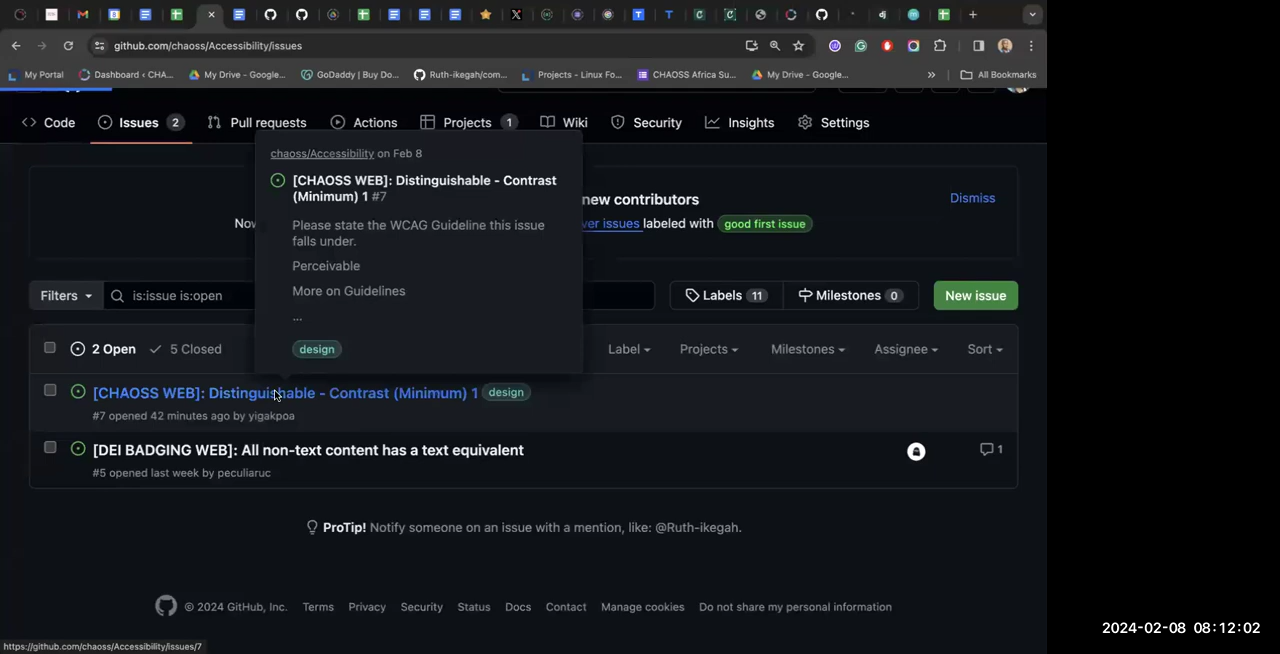 github.com/chaoss/Accessibility/issues
My Portal
Dashboard ‹ CHA...
My Drive - Google...
GoDaddy | Buy Do...
Ruth-ikegah/com...
Projects - Linux Fo...
CHAOSS Africa Su...
My Drive - Google...
»
All Bookmarks
Code
Issues 2
Pull requests
Actions
Projects 1
Wiki
Security
Insights
Settings
chaoss/Accessibility on Feb 8
[CHAOSS WEB]: Distinguishable - Contrast
(Minimum) 1 #7
Please state the WCAG Guideline this issue
falls under.
Perceivable
More on Guidelines
...
design
new contributors
Dismiss
Now
ver issues labeled with good first issue
Filters
is:issue is:open
Labels 11
Milestones 0
New issue
2 Open
5 Closed
Label
Projects
Milestones
Assignee
Sort
[CHAOSS WEB]: Distinguishable - Contrast (Minimum) 1 design
#7 opened 42 minutes ago by yigakpoa
[DEI BADGING WEB]: All non-text content has a text equivalent
1
#5 opened last week by peculiaruc
ProTip! Notify someone on an issue with a mention, like: @Ruth-ikegah.
© 2024 GitHub, Inc.
Terms
Privacy
Security
Status
Docs
Contact
Manage cookies
Do not share my personal information
https://github.com/chaoss/Accessibility/issues/7
2024-02-08 08:12:02